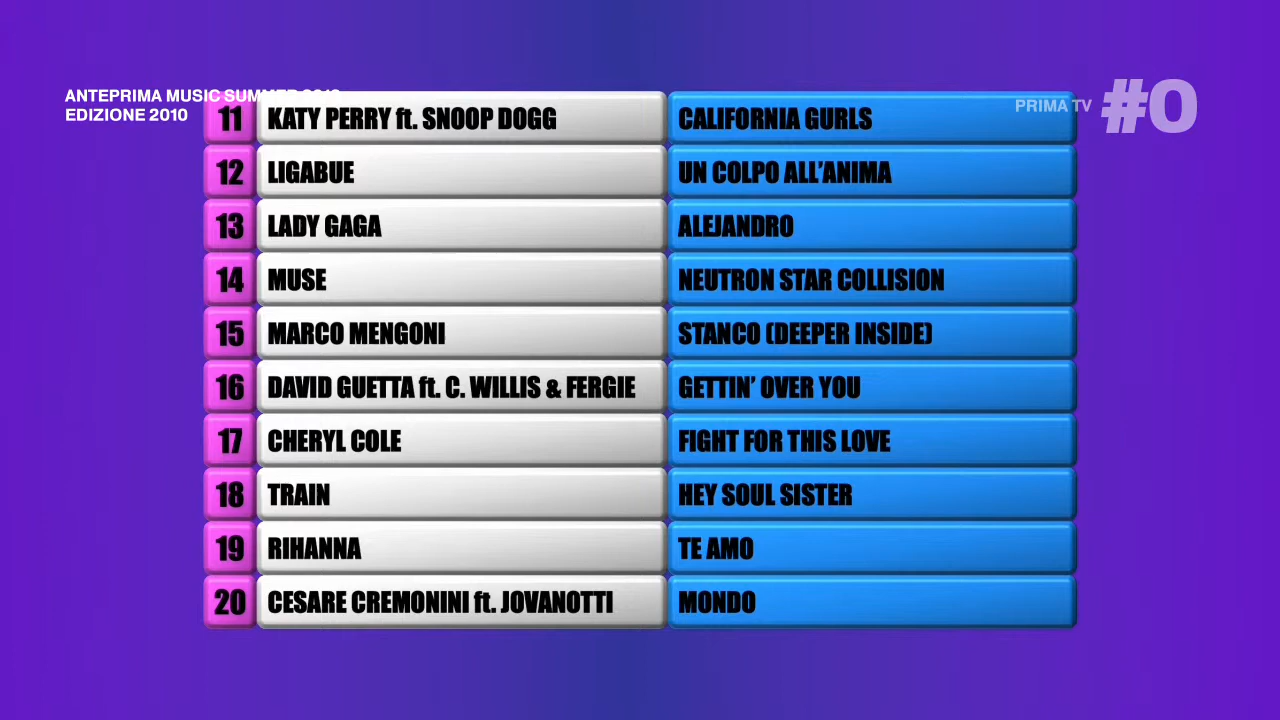 ANTEPRIMA MUSIC SUMMER
EDIZIONE 2010
PRIMA TV #0
11 KATY PERRY ft. SNOOP DOGG CALIFORNIA GURLS
12 LIGABUE UN COLPO ALL'ANIMA
13 LADY GAGA ALEJANDRO
14 MUSE NEUTRON STAR COLLISION
15 MARCO MENGONI STANCO (DEEPER INSIDE)
16 DAVID GUETTA ft. C. WILLIS & FERGIE GETTIN' OVER YOU
17 CHERYL COLE FIGHT FOR THIS LOVE
18 TRAIN HEY SOUL SISTER
19 RIHANNA TE AMO
20 CESARE CREMONINI ft. JOVANOTTI MONDO